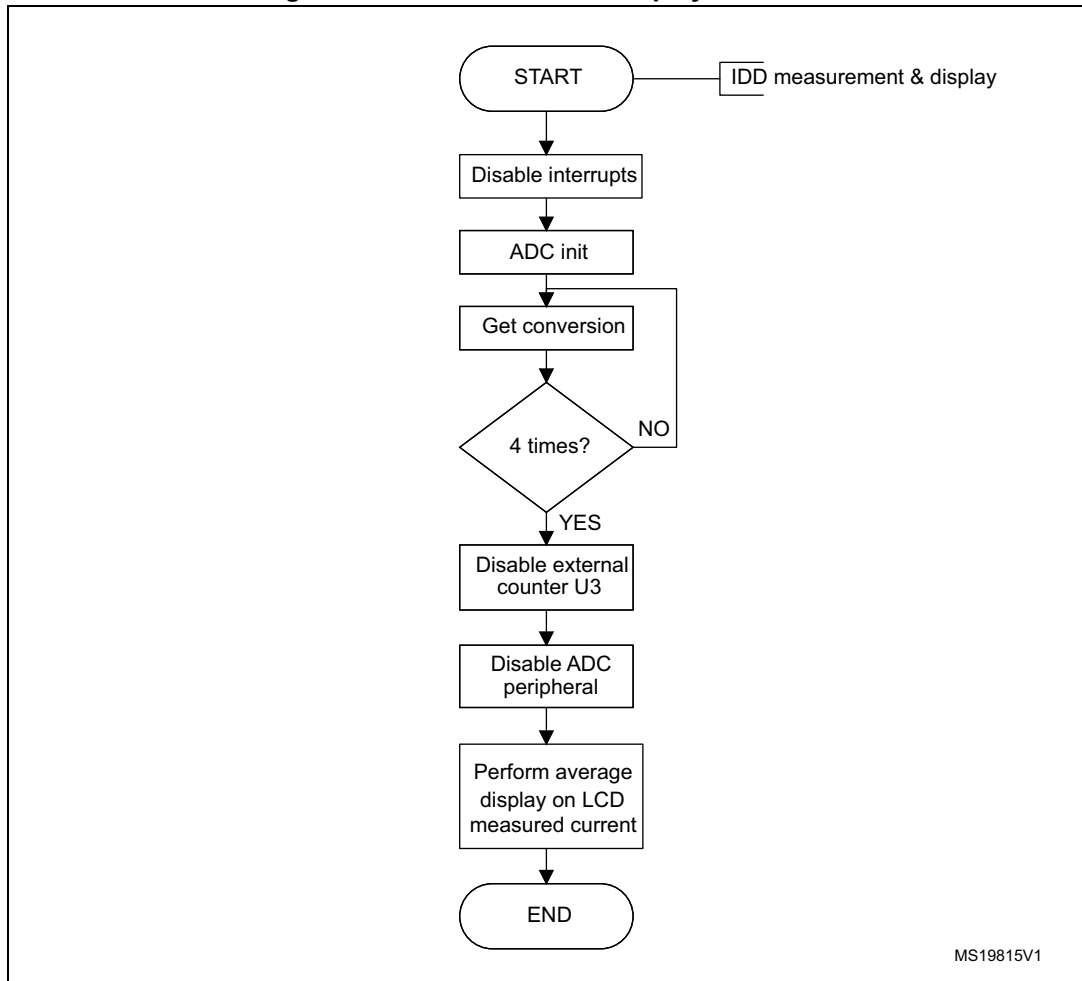 START
IDD measurement & display
Disable interrupts
ADC init
Get conversion
4 times?
NO
YES
Disable external
counter U3
Disable ADC
peripheral
Perform average
display on LCD
measured current
END
MS19815V1